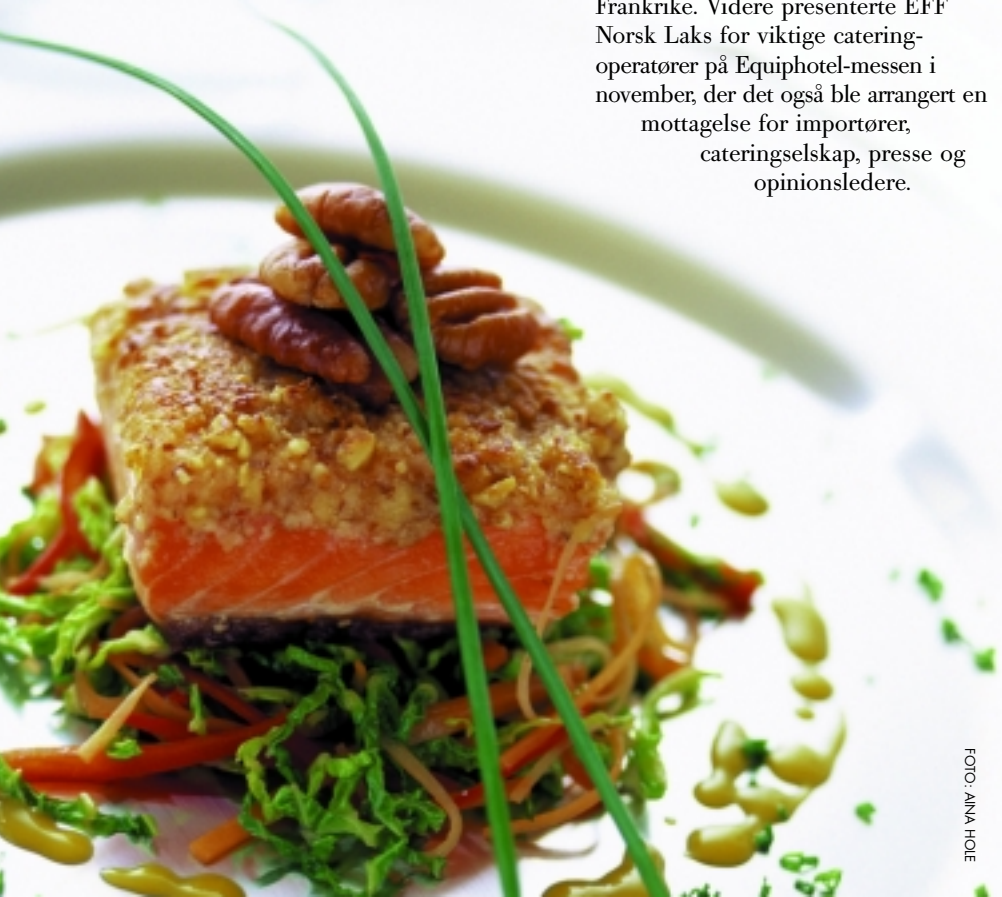 Frankrike. Videre presenterte EFF
Norsk Laks for viktige catering-
operatører på Equiphotel-messen i
november, der det også ble arrangert en
mottagelse for importører,
cateringselskap, presse og
opinionsledere.
FOTO: AINA HOLE